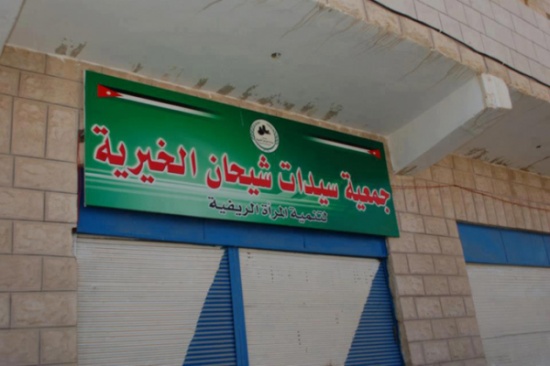 جمعية سيدات شيحان الخيرية
لتنمية المرأة الريفية